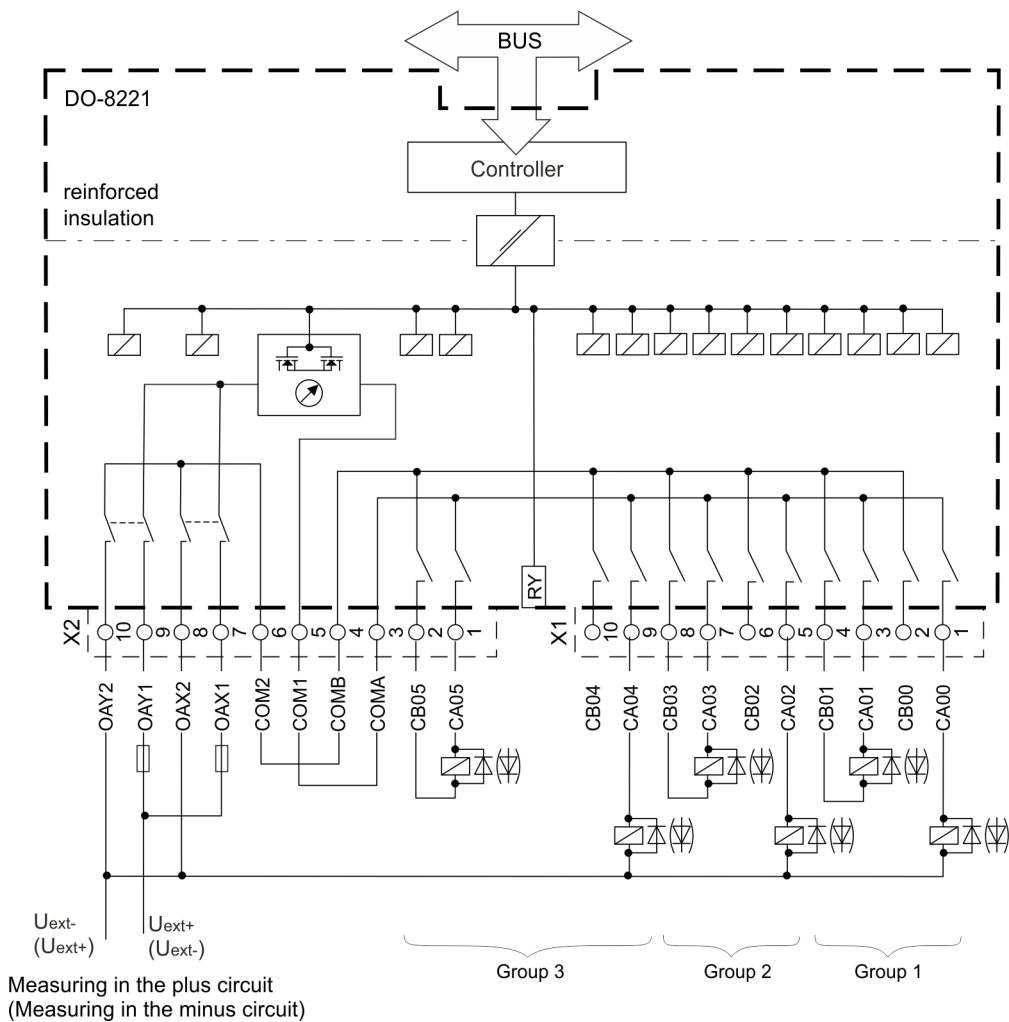 BUS
DO-8221
Controller
reinforced
insulation
RY
X2
10
9
8
7
6
5
4
3
2
1
X1
10
9
8
7
6
5
4
3
2
1
OAY2
OAY1
OAX2
OAX1
COM2
COM1
COMB
COMA
CB05
CA05
CB04
CA04
CB03
CA03
CB02
CA02
CB01
CA01
CB00
CA00
Uext-
(Uext+)
Uext+
(Uext-)
Group 3
Group 2
Group 1
Measuring in the plus circuit
(Measuring in the minus circuit)